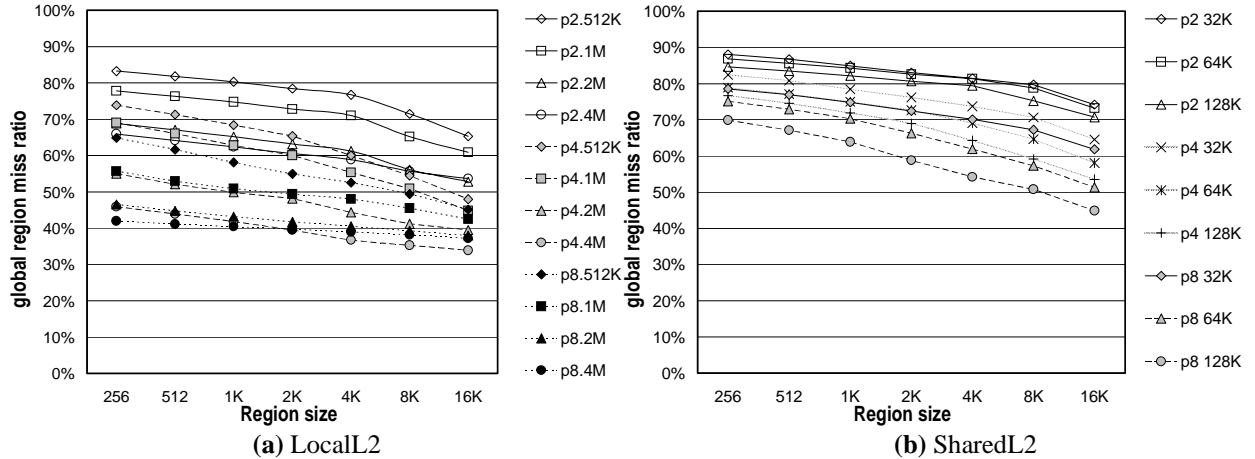 global region miss ratio
100%
90%
80%
70%
60%
50%
40%
30%
20%
10%
0%
256 512 1K 2K 4K 8K 16K
Region size
p2.512K
p2.1M
p2.2M
p2.4M
p4.512K
p4.1M
p4.2M
p4.4M
p8.512K
p8.1M
p8.2M
p8.4M
(a) LocalL2
global region miss ratio
100%
90%
80%
70%
60%
50%
40%
30%
20%
10%
0%
256 512 1K 2K 4K 8K 16K
Region size
p2 32K
p2 64K
p2 128K
p4 32K
p4 64K
p4 128K
p8 32K
p8 64K
p8 128K
(b) SharedL2